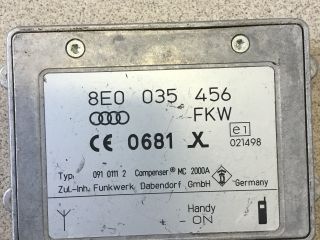 8E0 035 456
FKW
CE 0681 X
e1
021498
Typ: 091 0111 2 Compenser® MC 2000A
Zul.-Inh. Funkwerk Dabendorf GmbH Germany
Handy
+ - ON